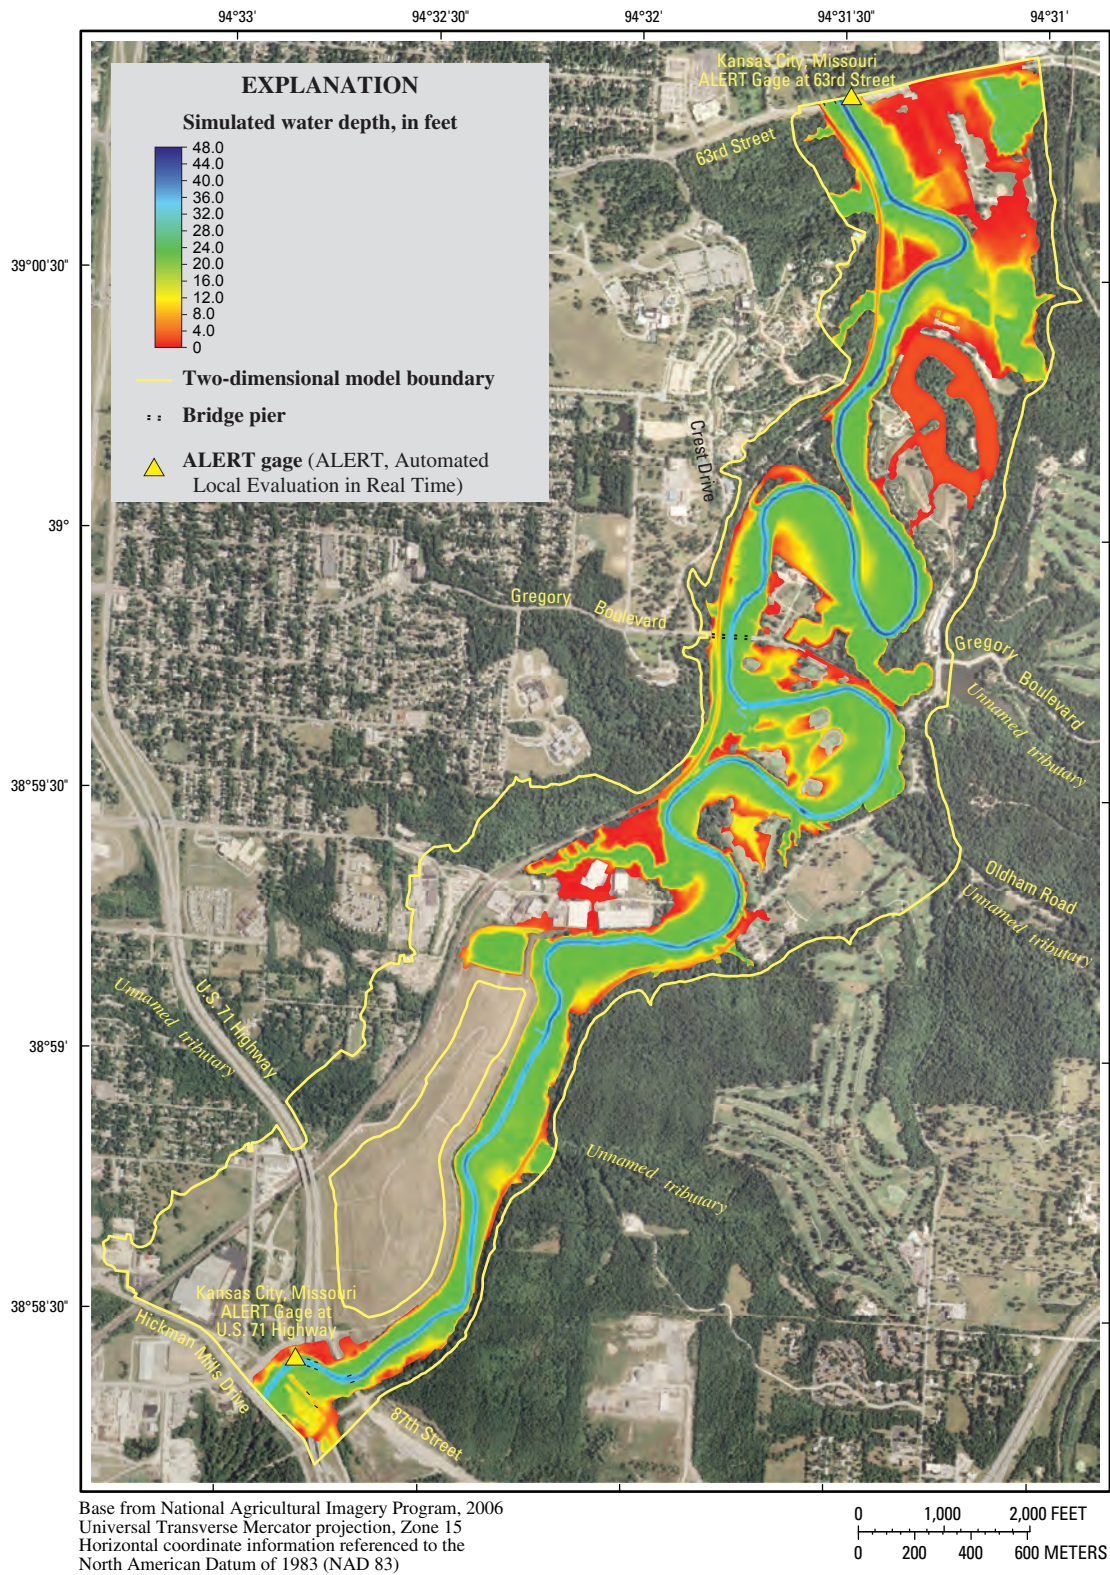 94°33'
94°32'30"
94°32'
94°31'30"
94°31'
Kansas City, Missouri
ALERT Gage at 63rd Street
EXPLANATION
Simulated water depth, in feet
48.0
44.0
40.0
36.0
32.0
28.0
24.0
20.0
16.0
12.0
8.0
4.0
0
Two-dimensional model boundary
Bridge pier
ALERT gage (ALERT, Automated
Local Evaluation in Real Time)
63rd Street
39°00'30"
Crest Drive
39°
Gregory Boulevard
Gregory Boulevard
Unnamed tributary
38°59'30"
Oldham Road
Unnamed tributary
U.S. 71 Highway
Unnamed tributary
38°59'
Unnamed tributary
38°58'30"
Kansas City, Missouri
ALERT Gage at
U.S. 71 Highway
Hickman Mills Drive
87th Street
Base from National Agricultural Imagery Program, 2006
Universal Transverse Mercator projection, Zone 15
Horizontal coordinate information referenced to the
North American Datum of 1983 (NAD 83)
0 1,000 2,000 FEET
0 200 400 600 METERS